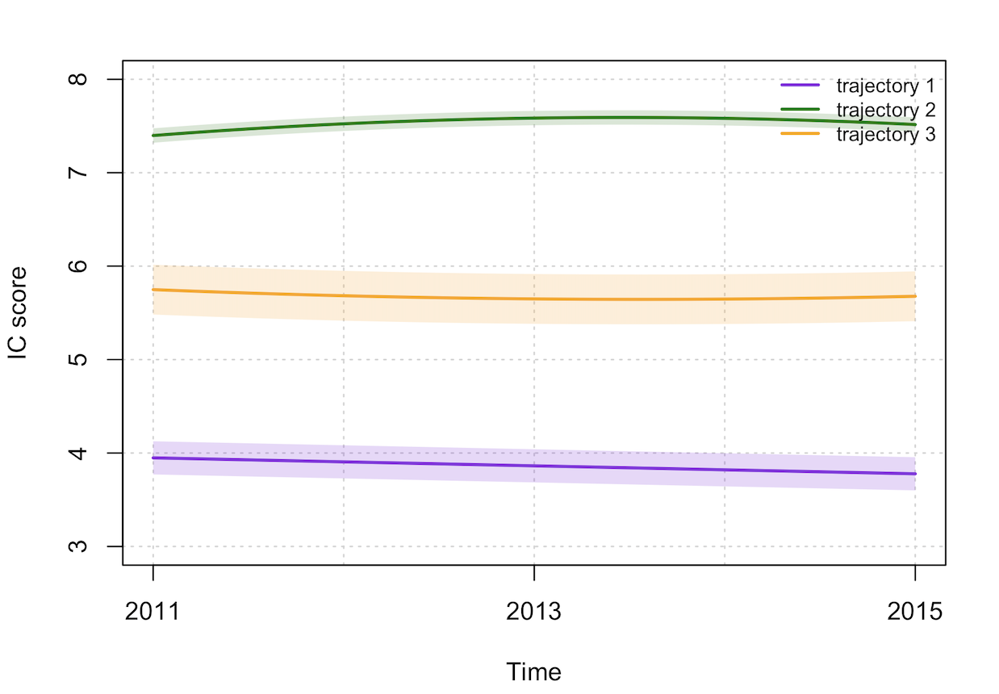 8
7
6
5
4
3
IC score
trajectory 1
trajectory 2
trajectory 3
2011
2013
2015
Time